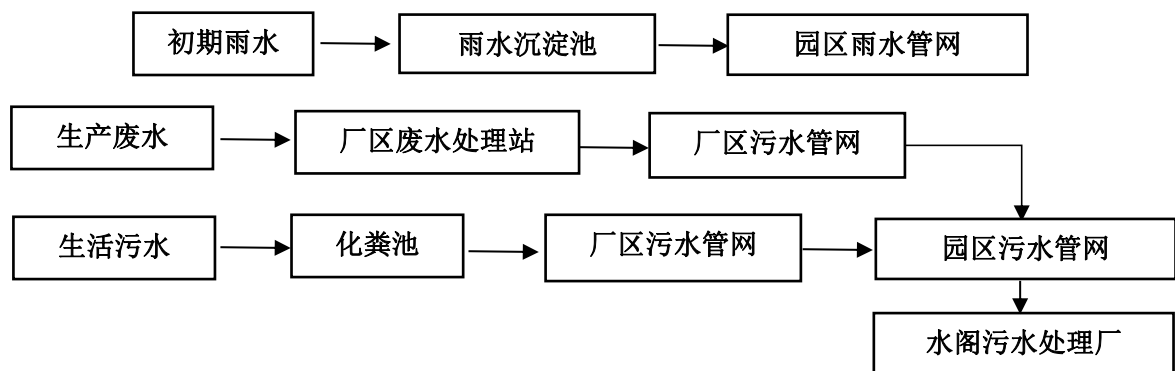 初期雨水
雨水沉淀池
园区雨水管网
生产废水
厂区废水处理站
厂区污水管网
生活污水
化粪池
厂区污水管网
园区污水管网
水阁污水处理厂